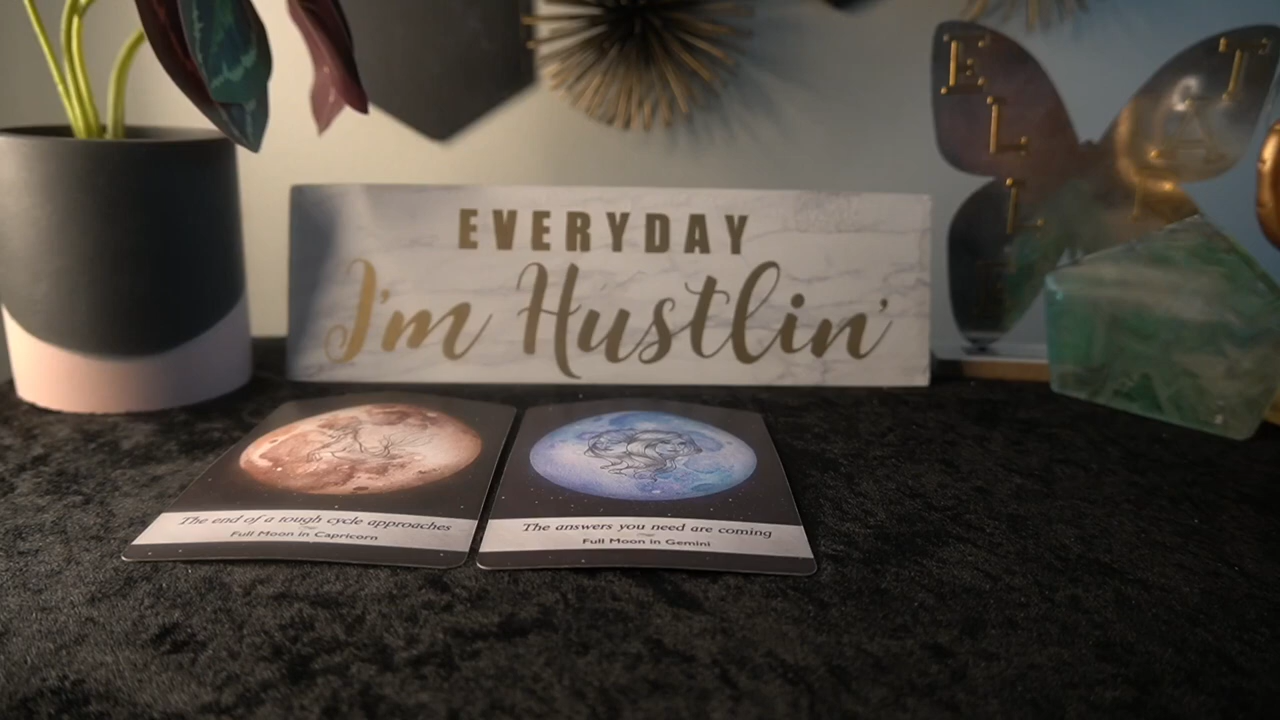 EVERYDAY
I'm Hustlin'
The end of a tough cycle approaches
Full Moon in Capricorn
The answers you need are coming
Full Moon in Gemini